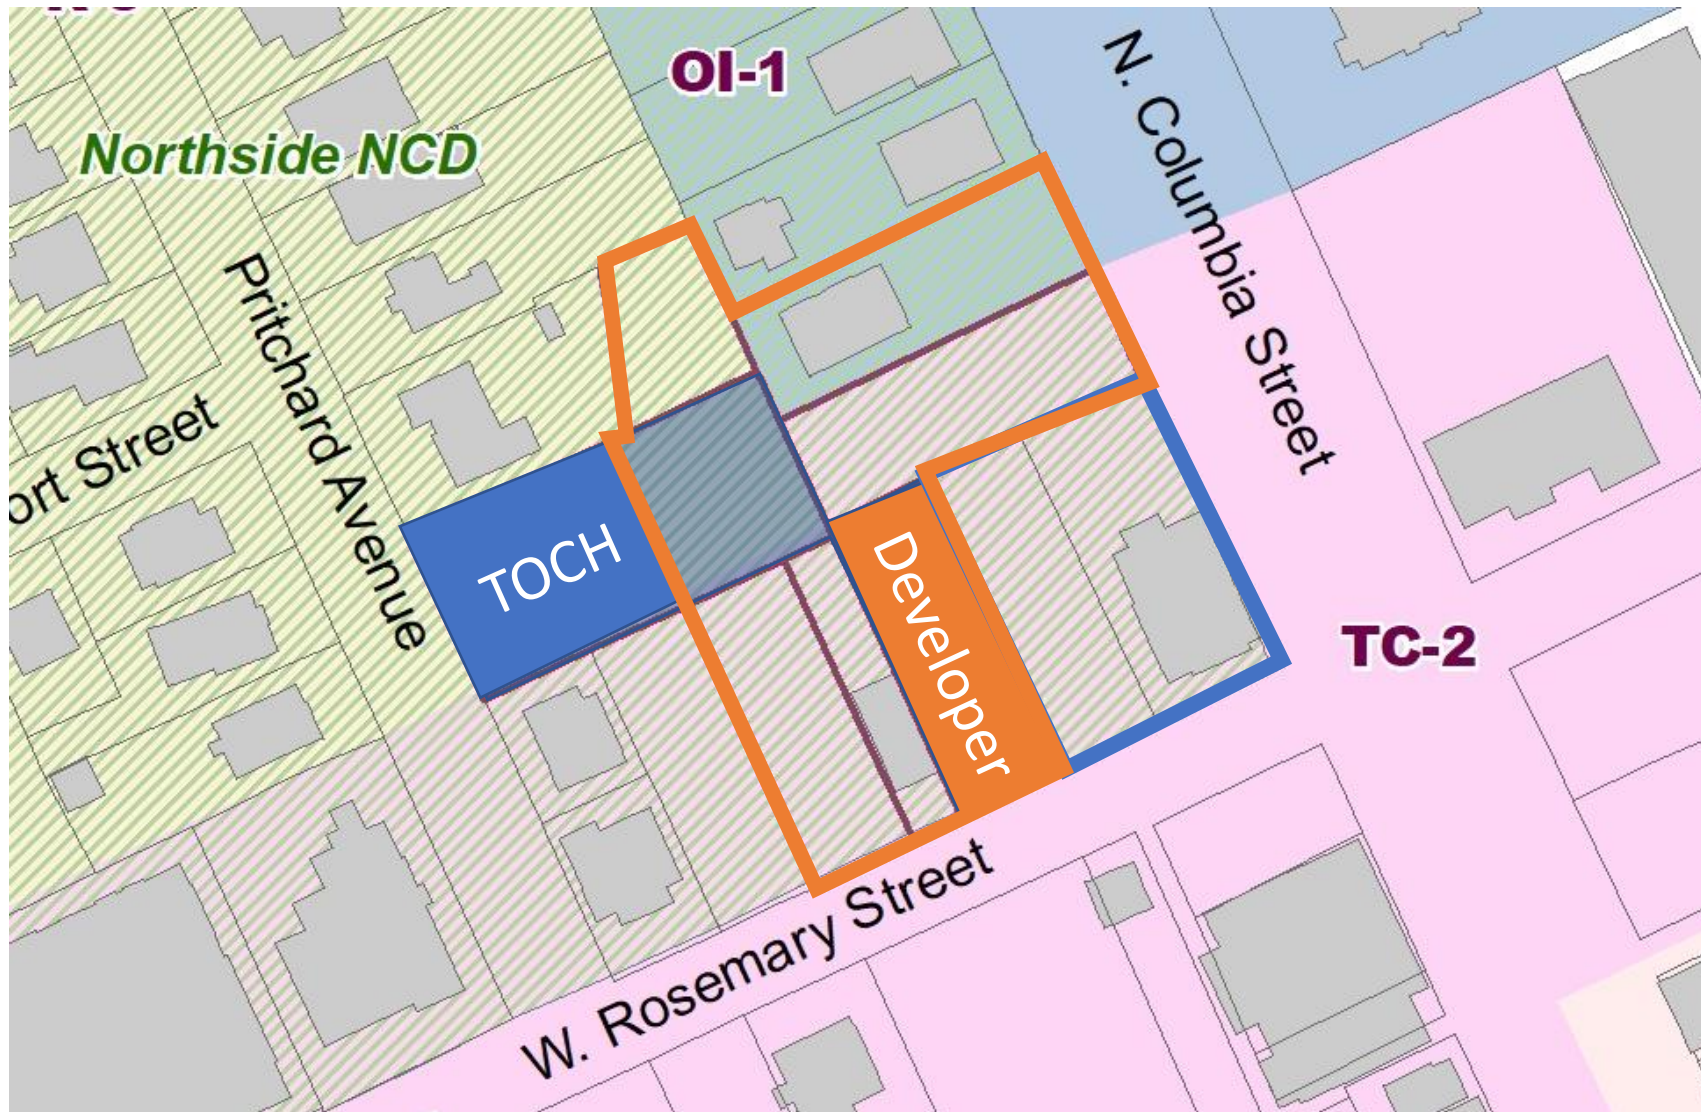 OI-1
N. Columbia Street
Northside NCD
Pritchard Avenue
ort Street
TOCH
Developer
TC-2
W. Rosemary Street